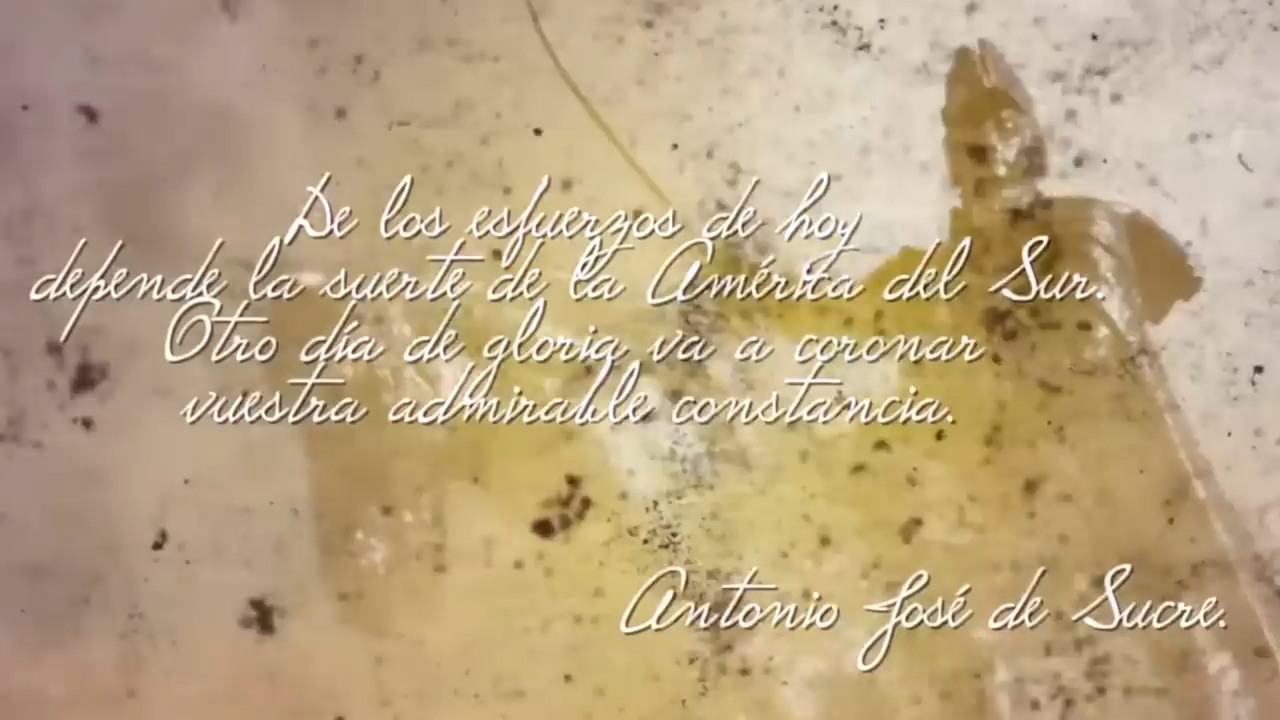 De los esfuerzos de hoy
depende la suerte de la América del Sur.
Otro día de gloria va a coronar
vuestra admirable constancia.
Antonio José de Sucre.